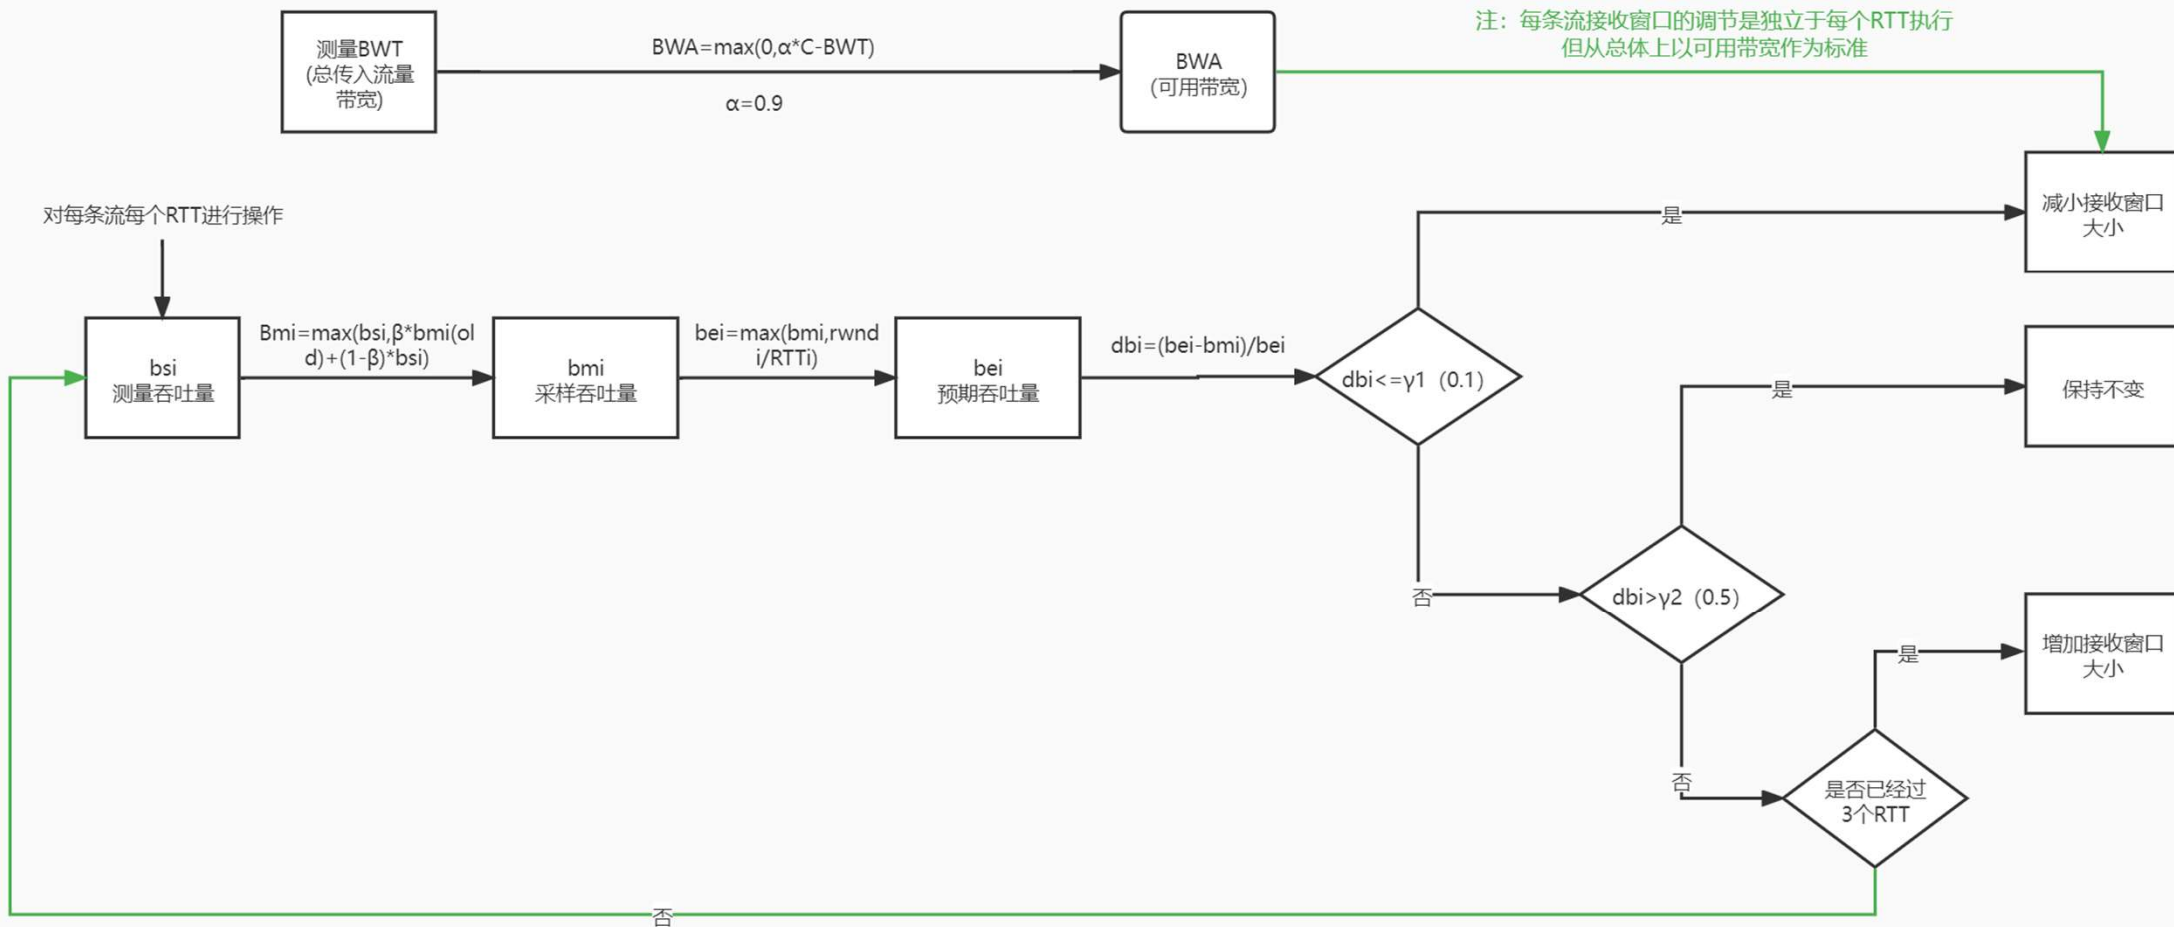 测量BWT
(总传入流量
带宽)
BWA=max(0,α*C-BWT)
α=0.9
BWA
(可用带宽)
注：每条流接收窗口的调节是独立于每个RTT执行
但从总体上以可用带宽作为标准
对每条流每个RTT进行操作
bsi
测量吞吐量
Bmi=max(bsi,β*bmi(ol
d)+(1-β)*bsi)
bmi
采样吞吐量
bei=max(bmi,rwnd
i/RTTi)
bei
预期吞吐量
dbi=(bei-bmi)/bei
dbi<=γ1（0.1）
是
减小接收窗口
大小
否
dbi>γ2（0.5）
是
保持不变
否
是否已经过
3个RTT
是
增加接收窗口
大小
否